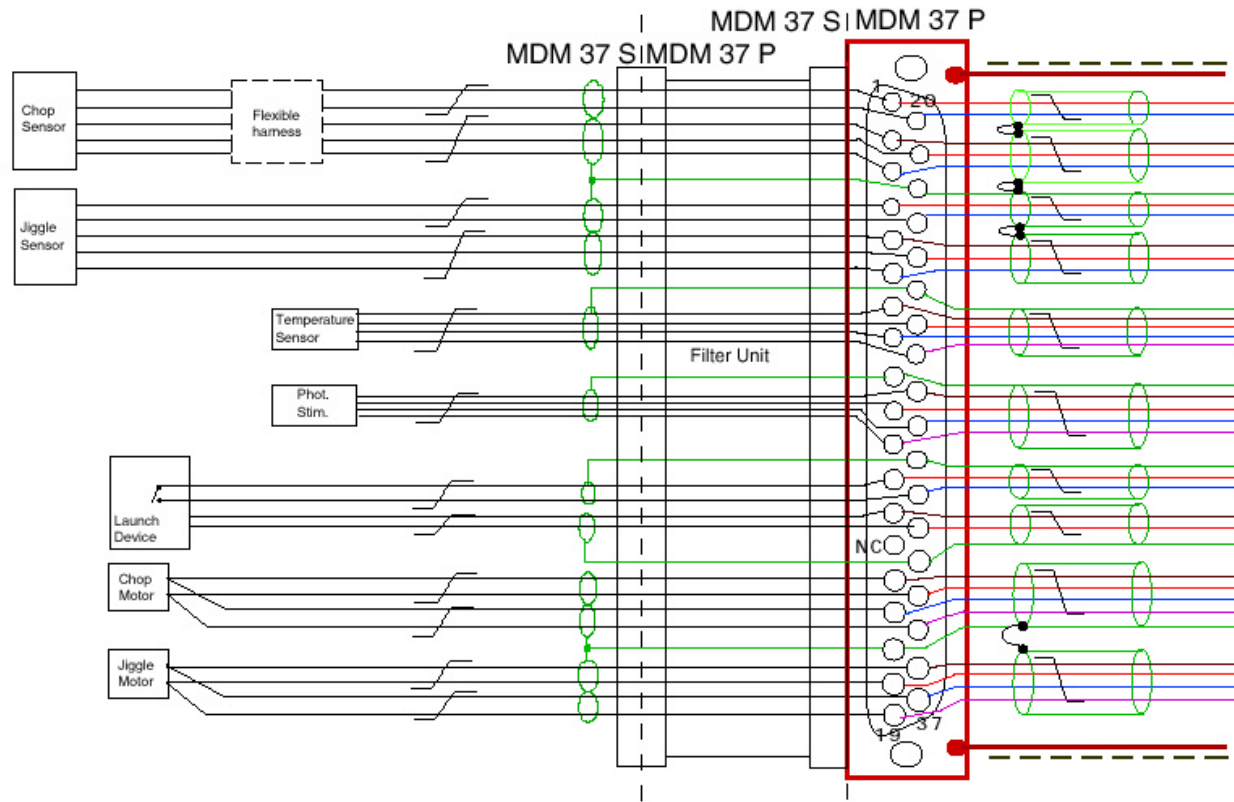 MDM 37 S MDM 37 P
MDM 37 S MDM 37 P
1
20
Chop
Sensor
Flexible
harness
Jiggle
Sensor
Temperature
Sensor
Filter Unit
Phot.
Stim.
Launch
Device
NC
Chop
Motor
Jiggle
Motor
37
19